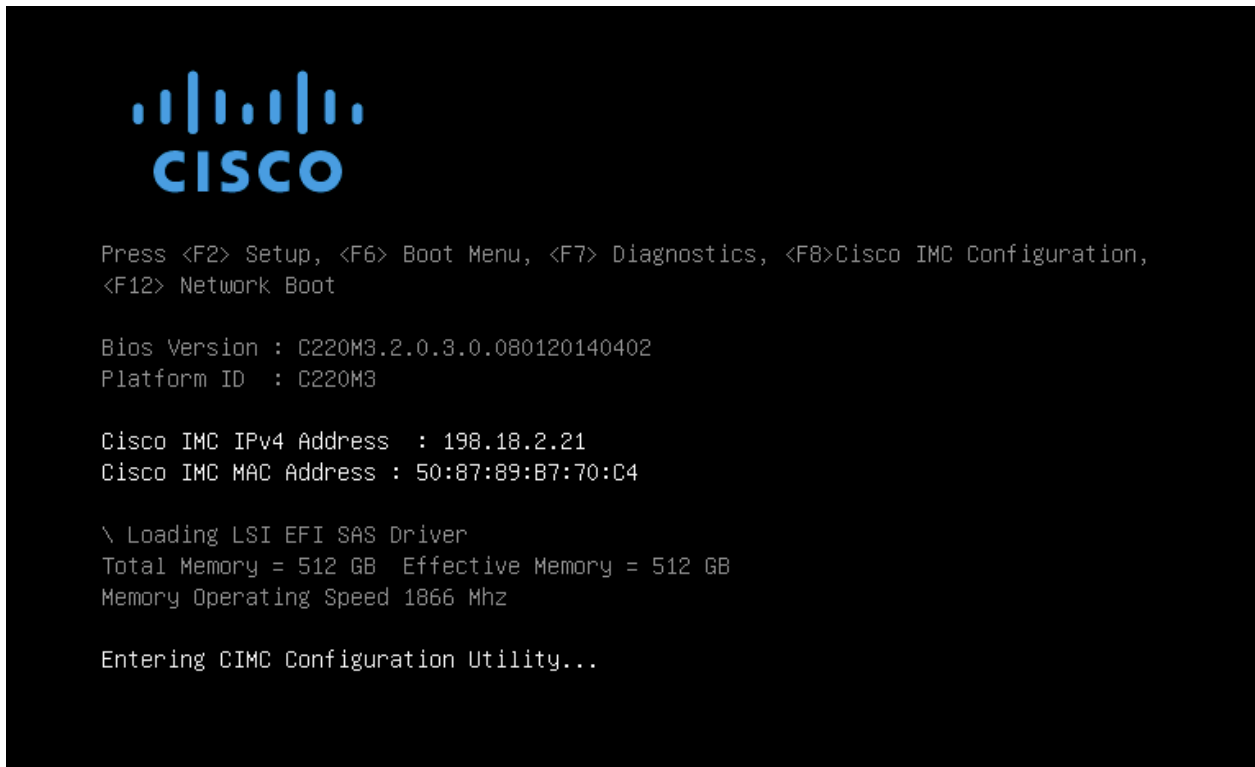 CISCO
Press <F2> Setup, <F6> Boot Menu, <F7> Diagnostics, <F8>Cisco IMC Configuration,
<F12> Network Boot
Bios Version : C220M3.2.0.3.0.080120140402
Platform ID  : C220M3
Cisco IMC IPv4 Address  : 198.18.2.21
Cisco IMC MAC Address : 50:87:89:B7:70:C4
\ Loading LSI EFI SAS Driver
Total Memory = 512 GB  Effective Memory = 512 GB
Memory Operating Speed 1866 Mhz
Entering CIMC Configuration Utility...